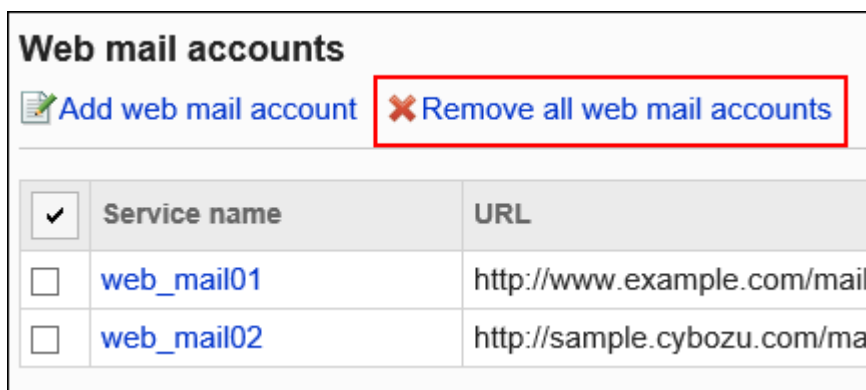 Web mail accounts
Add web mail account Remove all web mail accounts
Service name URL
web_mail01 http://www.example.com/mail
web_mail02 http://sample.cybozu.com/ma